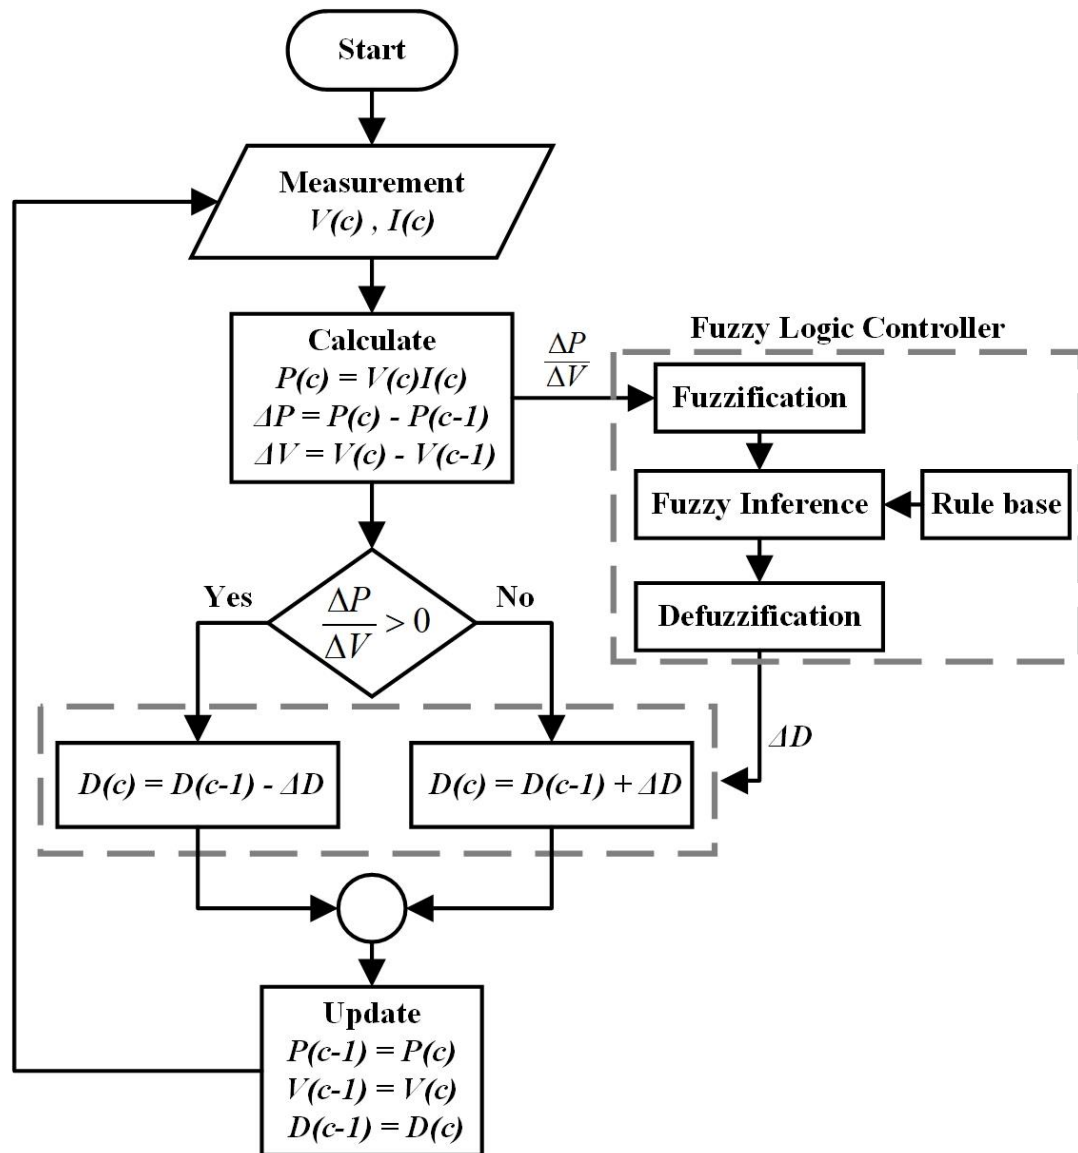 Start
Measurement
V(c) , I(c)
Calculate
P(c) = V(c)I(c)
ΔP = P(c) - P(c-1)
ΔV = V(c) - V(c-1)
ΔP
ΔV
Fuzzy Logic Controller
Fuzzification
Fuzzy Inference
Rule base
Defuzzification
Yes
ΔP
ΔV
> 0
No
ΔD
D(c) = D(c-1) - ΔD
D(c) = D(c-1) + ΔD
Update
P(c-1) = P(c)
V(c-1) = V(c)
D(c-1) = D(c)